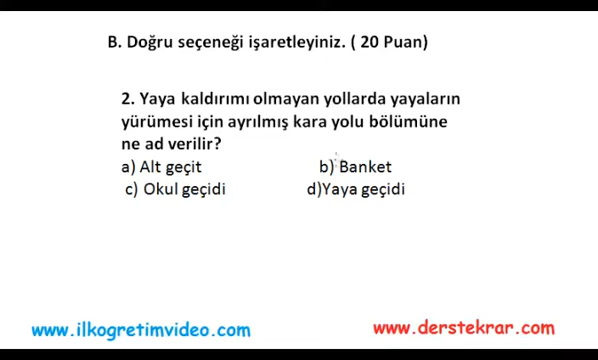 B. Doğru seçeneği işaretleyiniz. ( 20 Puan)
2. Yaya kaldırımı olmayan yollarda yayaların
yürümesi için ayrılmış kara yolu bölümüne
ne ad verilir?
a) Alt geçit b) Banket
c) Okul geçidi d)Yaya geçidi
www.ilkogretimvideo.com www.derstekrar.com